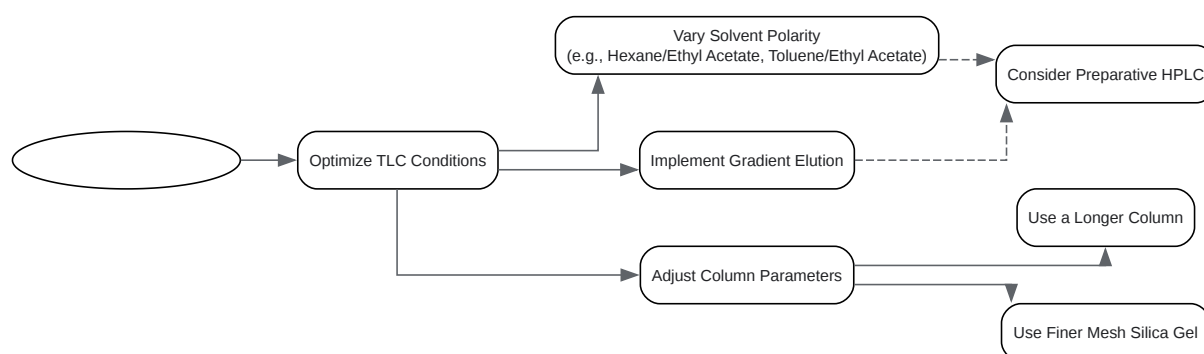 Vary Solvent Polarity
(e.g., Hexane/Ethyl Acetate, Toluene/Ethyl Acetate)
Consider Preparative HPLC
Optimize TLC Conditions
Implement Gradient Elution
Use a Longer Column
Adjust Column Parameters
Use Finer Mesh Silica Gel